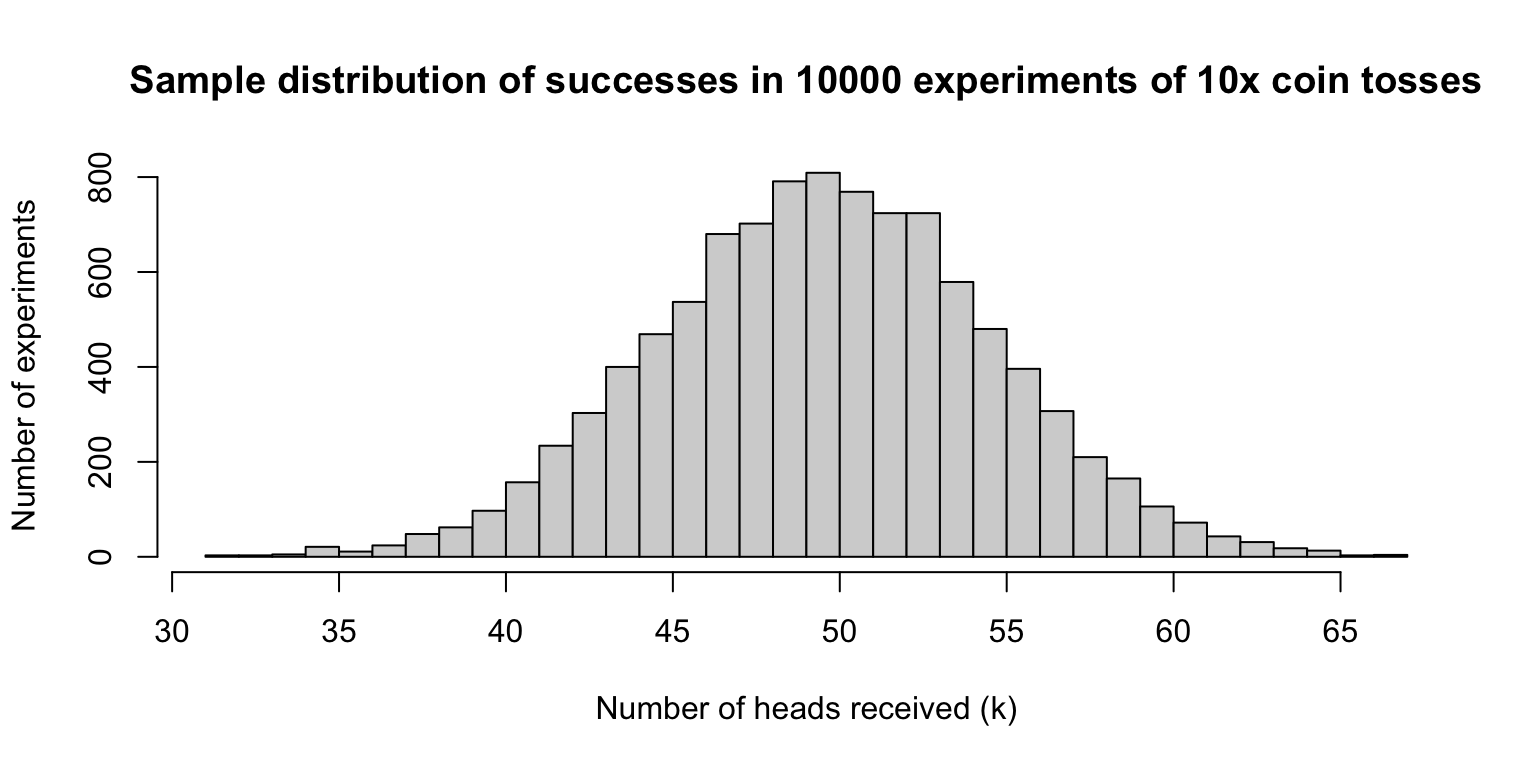 Sample distribution of successes in 10000 experiments of 10x coin tosses
Number of experiments
800
600
400
200
0
30 35 40 45 50 55 60 65
Number of heads received (k)